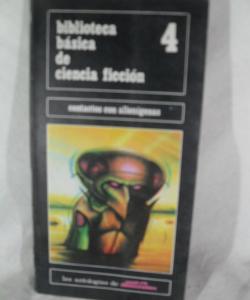 biblioteca
básica
de
ciencia ficción
4
contactos con alienígenas
las antologías de